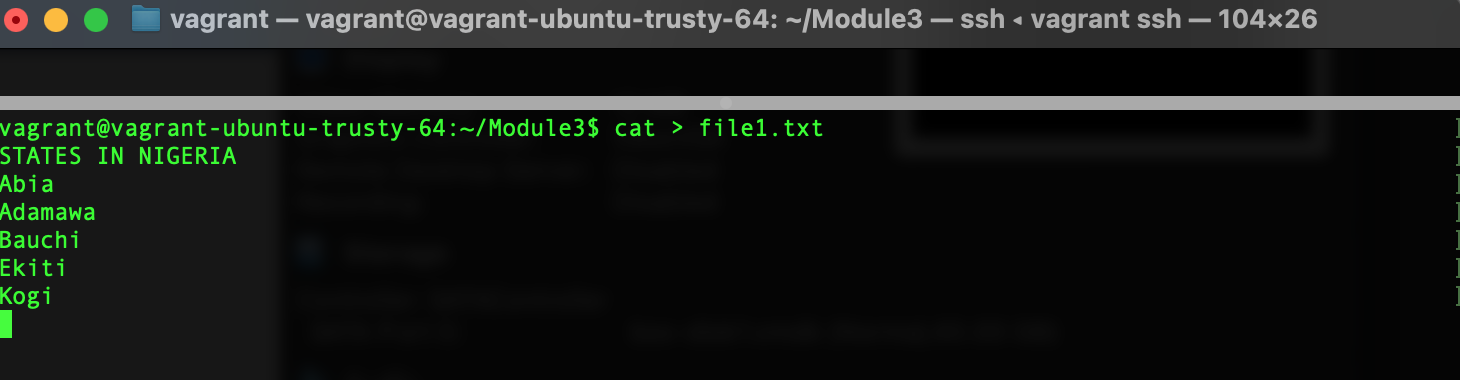 vagrant — vagrant@vagrant-ubuntu-trusty-64: ~/Module3 — ssh ◂ vagrant ssh — 104×26
vagrant@vagrant-ubuntu-trusty-64:~/Module3$ cat > file1.txt
STATES IN NIGERIA
Abia
Adamawa
Bauchi
Ekiti
Kogi